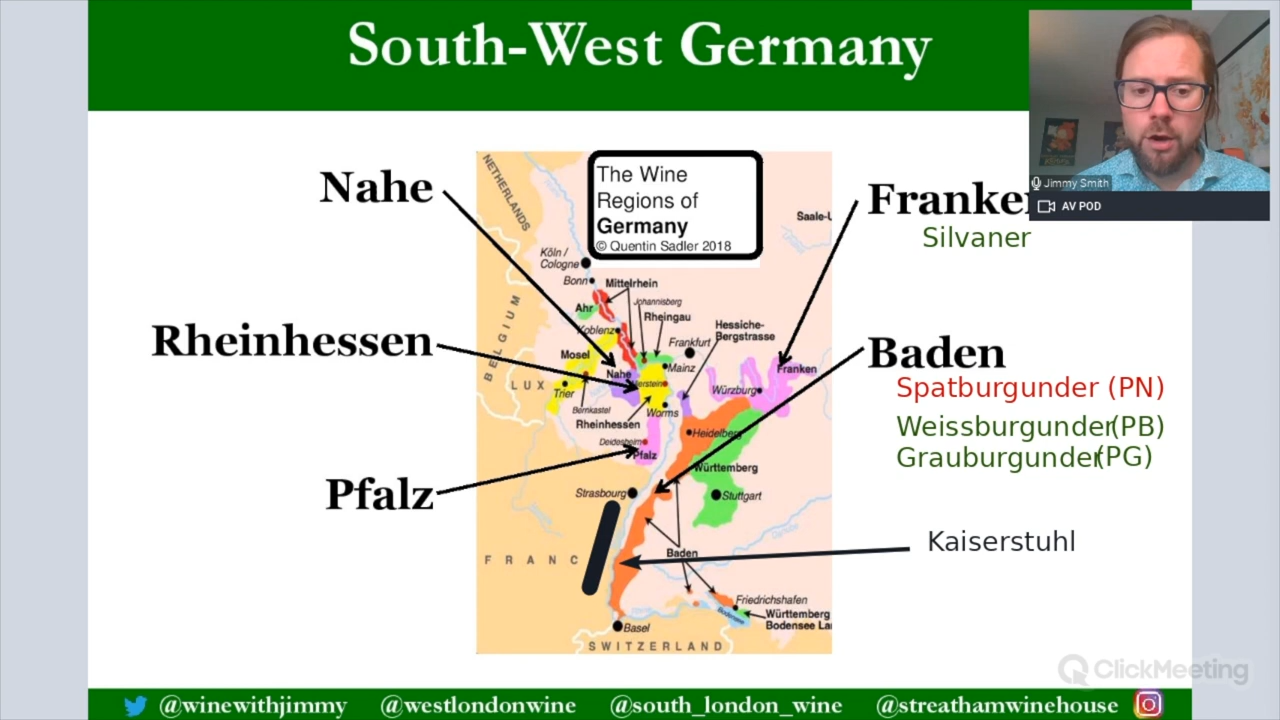 South-West Germany
Jimmy Smith
AV POD
Nahe
Rheinhessen
Pfalz
Silvaner
Baden
Spatburgunder (PN)
Weissburgunder(PB)
Grauburgunder(PG)
Kaiserstuhl
The Wine
Regions of
Germany
© Quentin Sadler 2018
NETHERLANDS
BELGIUM
LUX
FRANC
SWITZERLAND
Köln /
Cologne
Bonn
Mittelrhein
Johannisberg
Ahr
Rheingau
Koblenz
Hessiche-
Bergstrasse
Frankfurt
Mosel
Mainz
Nahe
Franken
Trier
Würzburg
Bernkastel
Worms
Rheinhessen
Heidelberg
Deidesheim
Pfalz
Württemberg
Strasbourg
Stuttgart
Baden
Friedrichshafen
Württemberg
Bodensee
Basel
ClickMeeting
@winewithjimmy @westlondonwine @south_london_wine @streathamwinehouse